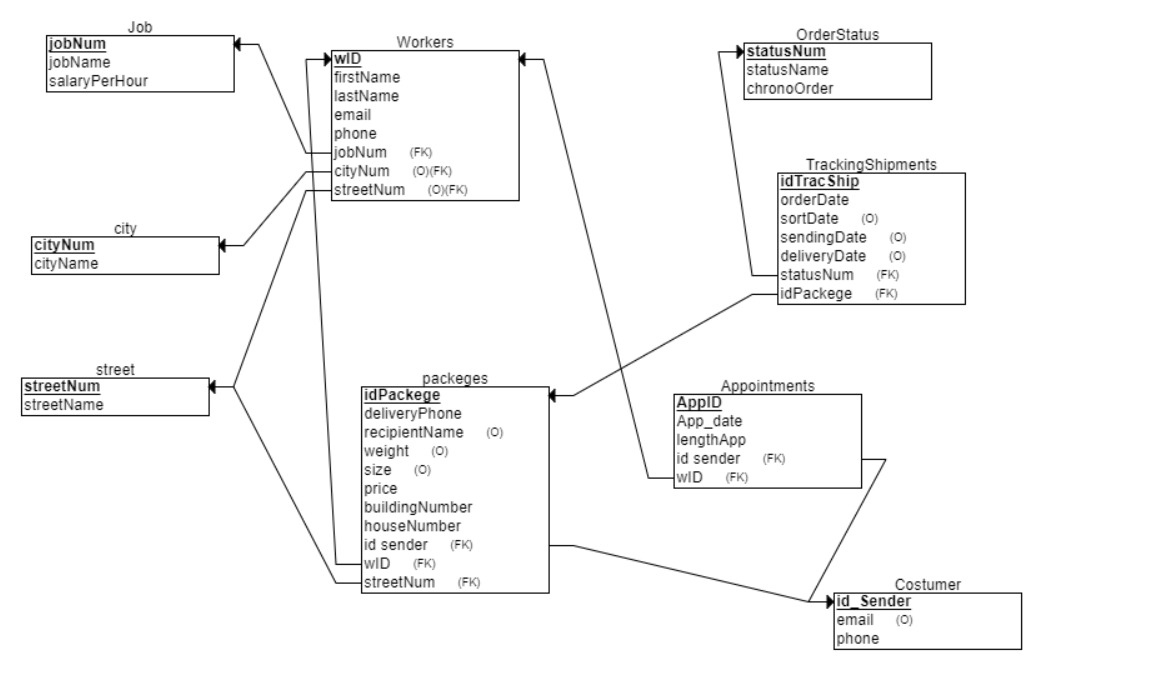 Job
jobNum
jobName
salaryPerHour
Workers
wID
firstName
lastName
email
phone
jobNum (FK)
cityNum (O)(FK)
streetNum (O)(FK)
OrderStatus
statusNum
statusName
chronoOrder
TrackingShipments
idTracShip
orderDate
sortDate (O)
sendingDate (O)
deliveryDate (O)
statusNum (FK)
idPackege (FK)
city
cityNum
cityName
street
streetNum
streetName
packeges
idPackege
deliveryPhone
recipientName (O)
weight (O)
size (O)
price
buildingNumber
houseNumber
id sender (FK)
wID (FK)
streetNum (FK)
Appointments
AppID
App_date
lengthApp
id sender (FK)
wID (FK)
Costumer
id_Sender
email (O)
phone